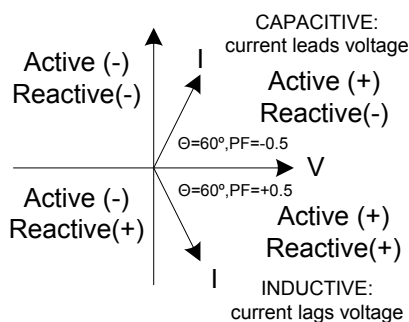 CAPACITIVE:
current leads voltage
Active (-)
Reactive(-)
I
Active (+)
Reactive(-)
Θ=60º,PF=-0.5
V
Θ=60º,PF=+0.5
Active (-)
Reactive(+)
Active (+)
Reactive(+)
I
INDUCTIVE:
current lags voltage